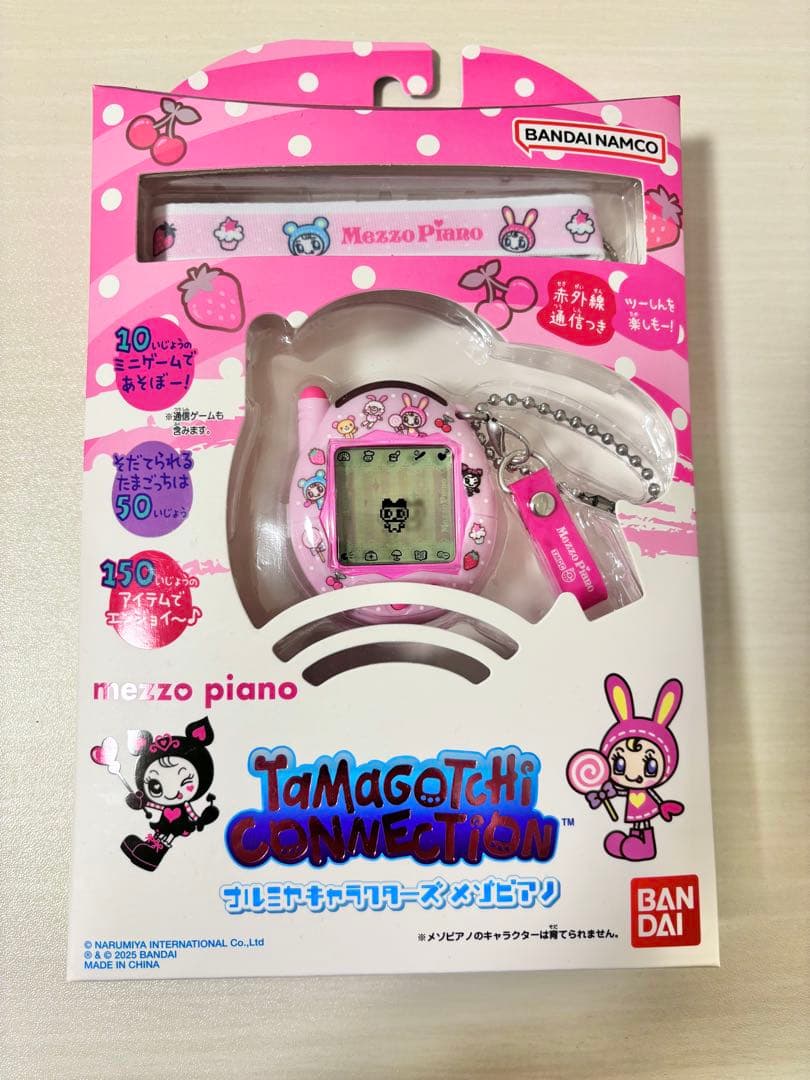 BANDAI NAMCO
Mezzo Piano
赤外線
通信つき
ツーしんを
楽しもー!
10いじょうの
ミニゲームで
あそぼー!
※通信ゲームも
含みます。
そだてられる
たまごっちは
50いじょう
150いじょうの
アイテムで
エンジョイ〜♪
Mezzo Piano
Mezzo Piano
mezzo piano
TAMAGOTCHI
CONNECTION™
ナルミヤキャラクターズ メゾピアノ
※メゾピアノのキャラクターは育てられません。
BAN
DAI
© NARUMIYA INTERNATIONAL Co.,Ltd
® & © 2025 BANDAI
MADE IN CHINA